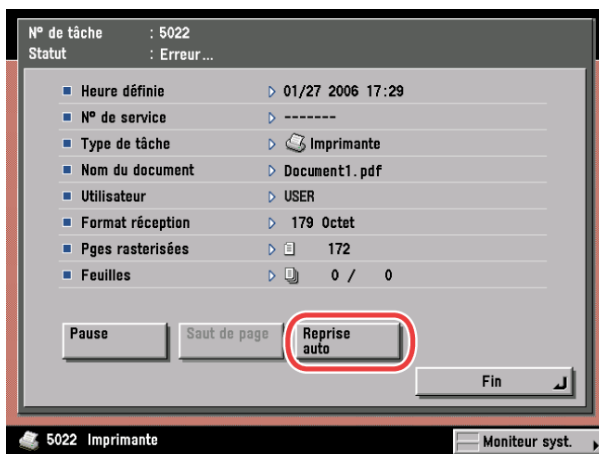 Nº de tâche : 5022
Statut : Erreur...
Heure définie 01/27 2006 17:29
Nº de service -------
Type de tâche Imprimante
Nom du document Document1.pdf
Utilisateur USER
Format réception 179 Octet
Pges rasterisées 172
Feuilles 0 / 0
Pause Saut de page Reprise
auto
Fin
5022 Imprimante Moniteur syst.